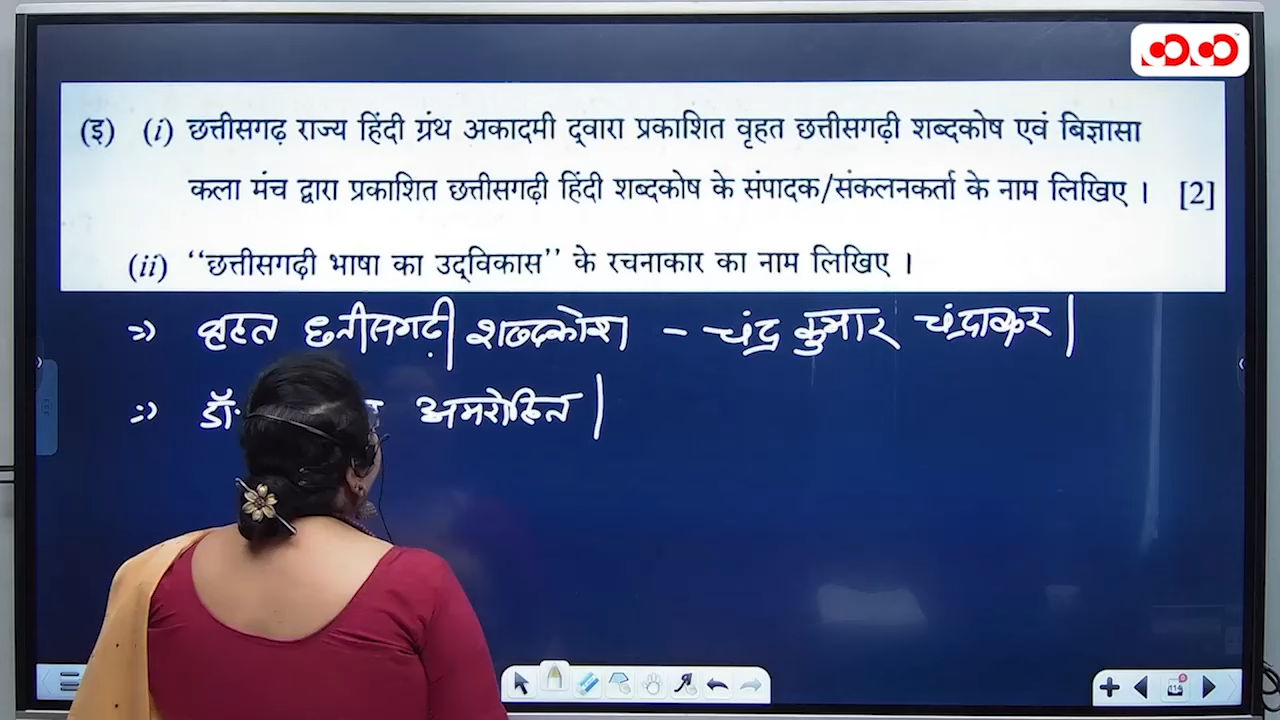 (इ) (i) छत्तीसगढ़ राज्य हिंदी ग्रंथ अकादमी द्वारा प्रकाशित वृहत छत्तीसगढ़ी शब्दकोष एवं बिज्ञासा
कला मंच द्वारा प्रकाशित छत्तीसगढ़ी हिंदी शब्दकोष के संपादक/संकलनकर्ता के नाम लिखिए । [2]
(ii) ‘‘छत्तीसगढ़ी भाषा का उद्विकास’’ के रचनाकार का नाम लिखिए ।
=> वृहत छत्तीसगढ़ी शब्दकोश – चंद्र कुमार चंद्राकर |
=> डॉ. अमरोहित |